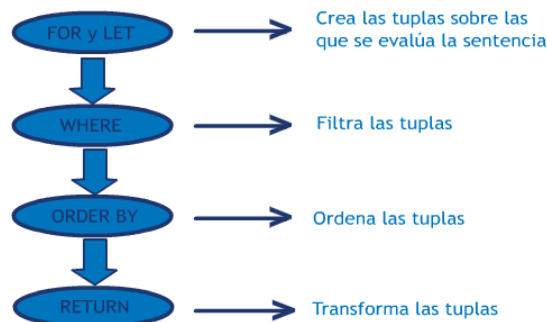 FOR y LET
Crea las tuplas sobre las
que se evalúa la sentencia
WHERE
Filtra las tuplas
ORDER BY
Ordena las tuplas
RETURN
Transforma las tuplas